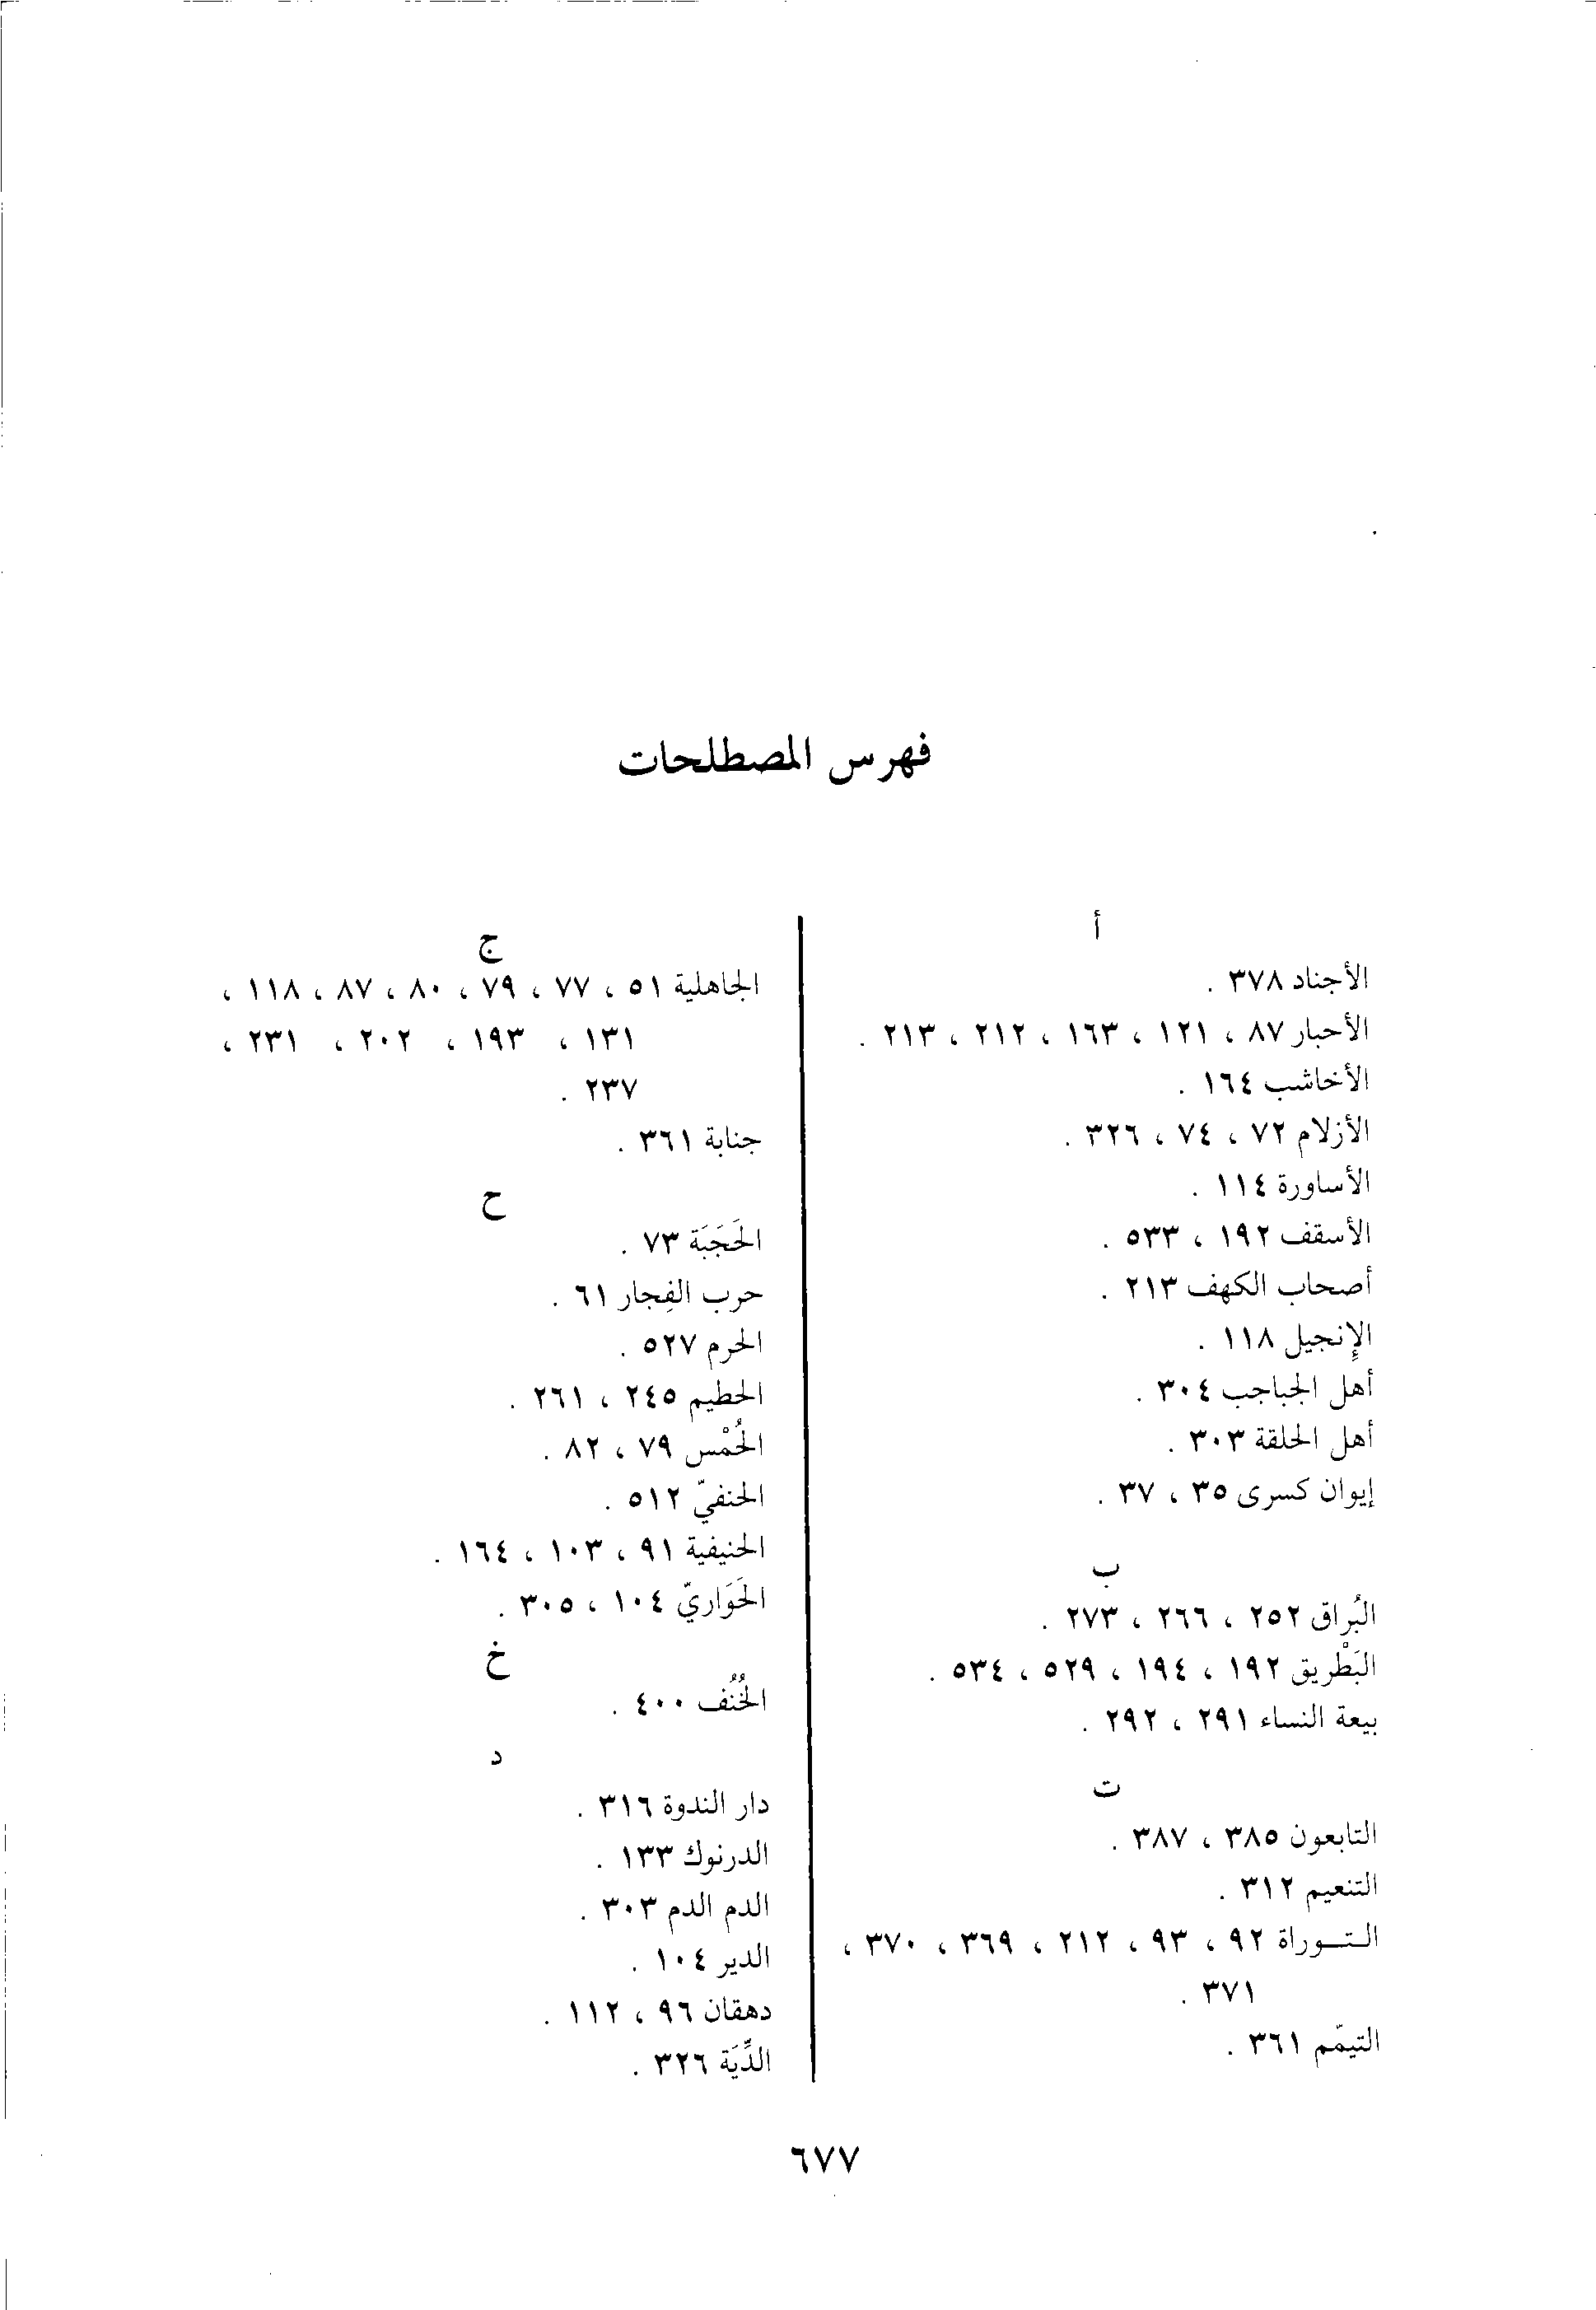 فهرس المصطلحات
أ
الأجناد ٣٧٨ .
الأحبار ٨٧ ، ١٢١ ، ١٦٣ ، ٢١٢ ، ٢١٣ .
الأخاشب ١٦٤ .
الأزلام ٧٢ ، ٧٤ ، ٣٢٦ .
الأساورة ١١٤ .
الأسقف ١٩٢ ، ٥٣٣ .
أصحاب الكهف ٢١٣ .
الإنجيل ١١٨ .
أهل الجباجب ٣٠٤ .
أهل الحلقة ٣٠٣ .
إيوان كسرى ٣٥ ، ٣٧ .
ب
البُراق ٢٥٢ ، ٢٦٦ ، ٢٧٣ .
البَطْريق ١٩٢ ، ١٩٤ ، ٥٢٩ ، ٥٣٤ .
بيعة النساء ٢٩١ ، ٢٩٢ .
ت
التابعون ٣٨٥ ، ٣٨٧ .
التنعيم ٣١٢ .
التـوراة ٩٢ ، ٩٣ ، ٢١٢ ، ٣٦٩ ، ٣٧٠ ،
٣٧١ .
التيمّم ٣٦١ .
ج
الجاهلية ٥١ ، ٧٧ ، ٧٩ ، ٨٠ ، ٨٧ ، ١١٨ ،
١٣١ ، ١٩٣ ، ٢٠٢ ، ٢٣١ ،
٢٣٧ .
جنابة ٣٦١ .
ح
الحَجَبَة ٧٣ .
حرب الفِجار ٦١ .
الحرم ٥٢٧ .
الحطيم ٢٤٥ ، ٢٦١ .
الحُمْس ٧٩ ، ٨٢ .
الحنفيّ ٥١٢ .
الحنيفية ٩١ ، ١٠٣ ، ١٦٤ .
الحَوَاريّ ١٠٤ ، ٣٠٥ .
خ
الخُنُف ٤٠٠ .
د
دار الندوة ٣١٦ .
الدرنوك ١٣٣ .
الدم الدم ٣٠٣ .
الدير ١٠٤ .
دهقان ٩٦ ، ١١٢ .
الدِّيَة ٣٢٦ .
٦٧٧